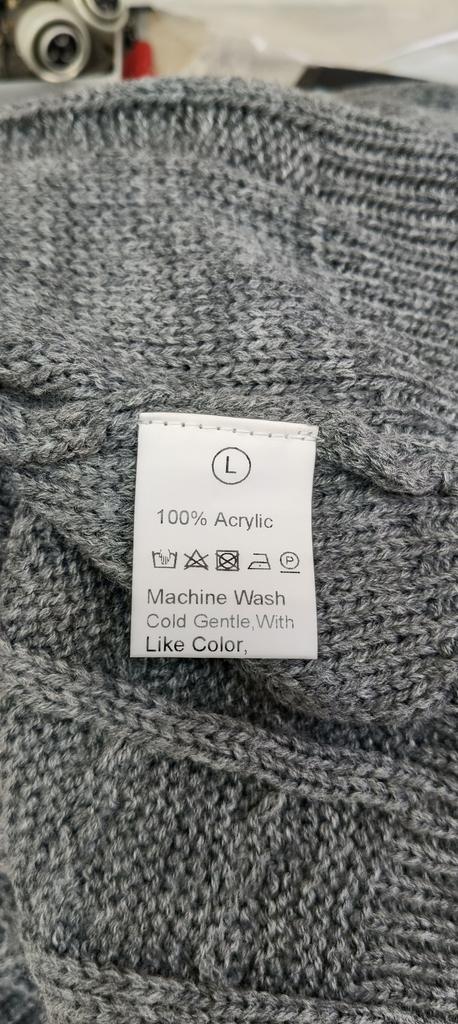 L
100% Acrylic
P
Machine Wash
Cold Gentle,With
Like Color,